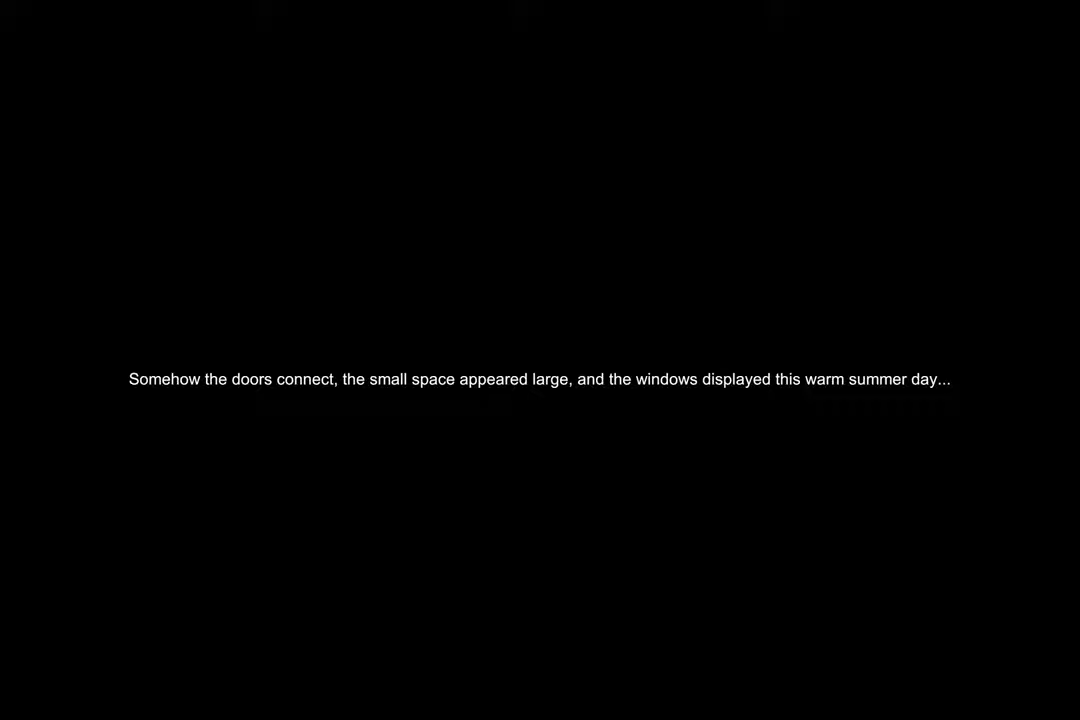 Somehow the doors connect, the small space appeared large, and the windows displayed this warm summer day...